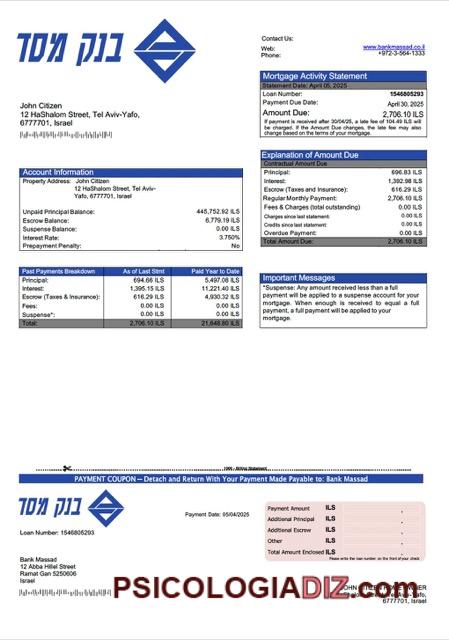 בנק מסד
Contact Us:
Web: www.bankmassad.co.il
Phone: +972-3-564-1333
Mortgage Activity Statement
Statement Date: April 05, 2025
Loan Number: 1546805293
Payment Due Date: April 30, 2025
Amount Due: 2,706.10 ILS
If payment is received after 30/04/25, a late fee of 104.49 ILS will
be charged. If the Amount Due changes, the late fee may also
change based on the terms of your mortgage.
John Citizen
12 HaShalom Street, Tel Aviv-Yafo,
6777701, Israel
Explanation of Amount Due
Contractual Amount Due
Principal: 696.83 ILS
Interest: 1,392.98 ILS
Escrow (Taxes and Insurance): 616.29 ILS
Regular Monthly Payment: 2,706.10 ILS
Fees & Charges (total outstanding) 0.00 ILS
Charges since last statement: 0.00 ILS
Credits since last statement: 0.00 ILS
Overdue Payment: 0.00 ILS
Total Amount Due: 2,706.10 ILS
Account Information
Property Address: John Citizen
12 HaShalom Street, Tel Aviv-
Yafo, 6777701, Israel
Unpaid Principal Balance: 445,752.92 ILS
Escrow Balance: 6,779.19 ILS
Suspense Balance: 0.00 ILS
Interest Rate: 3.750%
Prepayment Penalty: No
Past Payments Breakdown As of Last Stmt Paid Year to Date
Principal: 694.66 ILS 5,497.08 ILS
Interest: 1,395.15 ILS 11,221.40 ILS
Escrow (Taxes & Insurance): 616.29 ILS 4,930.32 ILS
Fees: 0.00 ILS 0.00 ILS
Suspense*: 0.00 ILS 0.00 ILS
Total: 2,706.10 ILS 21,648.80 ILS
Important Messages
*Suspense: Any amount received less than a full
payment will be applied to a suspense account for your
mortgage. When enough is received to equal a full
payment, a full payment will be applied to your
mortgage.
PAYMENT COUPON – Detach and Return With Your Payment Made Payable to: Bank Massad
בנק מסד
Payment Date: 05/04/2025
Loan Number: 1546805293
Payment Amount ILS
Additional Principal ILS
Additional Escrow ILS
Other ILS
Total Amount Enclosed ILS
Please write the loan number on the front of your check
Bank Massad
12 Abba Hillel Street
Ramat Gan 5250606
Israel
PSICOLOGIADIZ.com
6777701, Israel